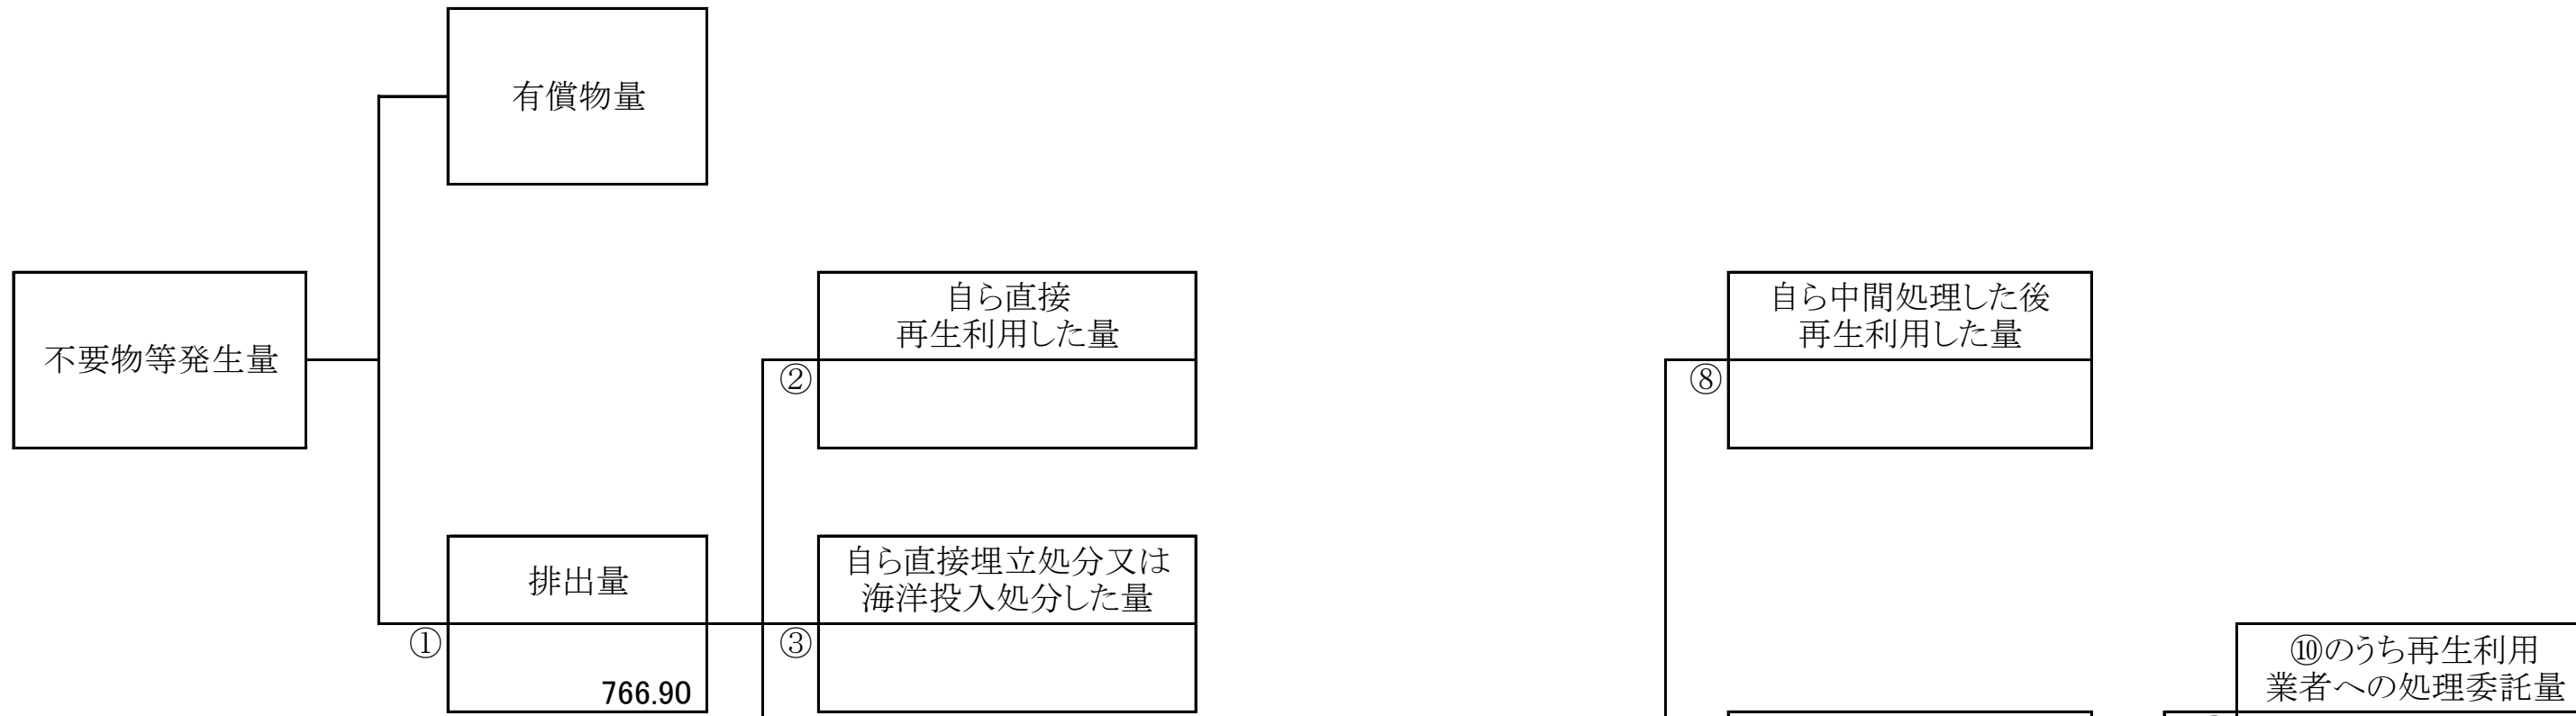 有償物量
不要物等発生量
自ら直接
再生利用した量
②
自ら中間処理した後
再生利用した量
⑧
排出量
①
766.90
自ら直接埋立処分又は
海洋投入処分した量
③
⑩のうち再生利用
業者への処理委託量